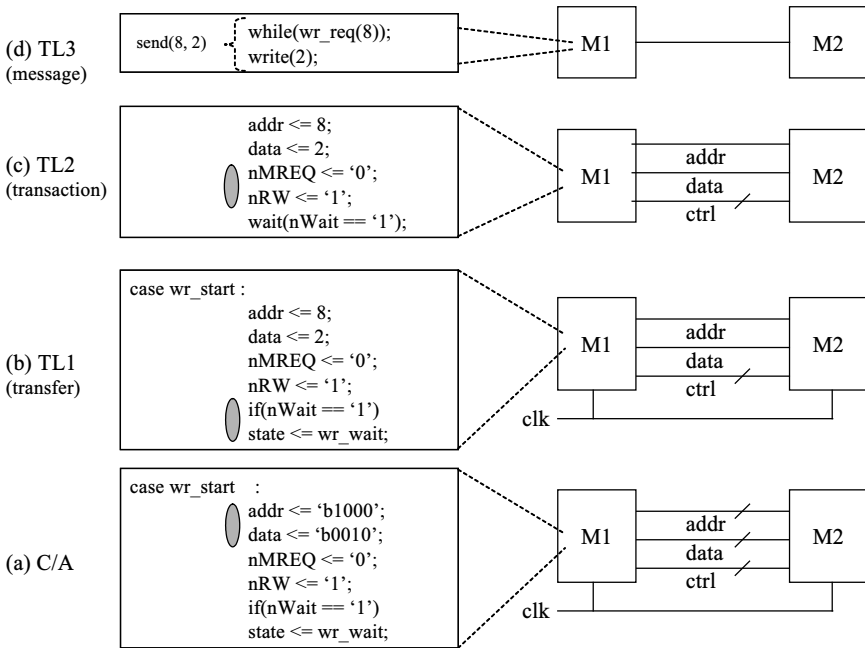 (d) TL3
(message)
send(8, 2)
while(wr_req(8));
write(2);
M1
M2
(c) TL2
(transaction)
addr <= 8;
data <= 2;
nMREQ <= ‘0’;
nRW <= ‘1’;
wait(nWait == ‘1’);
M1
addr
data
ctrl
M2
(b) TL1
(transfer)
case wr_start :
addr <= 8;
data <= 2;
nMREQ <= ‘0’;
nRW <= ‘1’;
if(nWait == ‘1’)
state <= wr_wait;
M1
addr
data
ctrl
M2
clk
(a) C/A
case wr_start :
addr <= ‘b1000’;
data <= ‘b0010’;
nMREQ <= ‘0’;
nRW <= ‘1’;
if(nWait == ‘1’)
state <= wr_wait;
M1
addr
data
ctrl
M2
clk